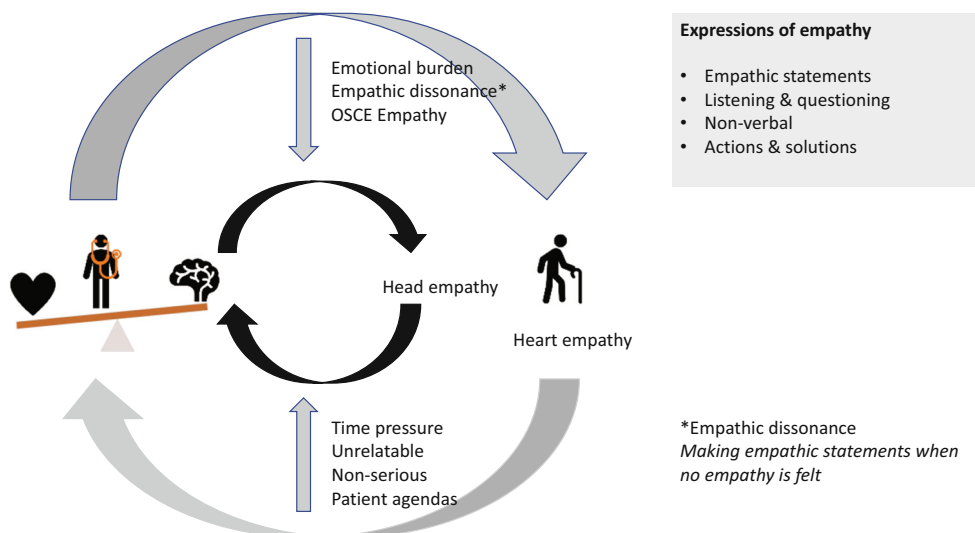 Expressions of empathy
• Empathic statements
• Listening & questioning
• Non-verbal
• Actions & solutions
Emotional burden
Empathic dissonance*
OSCE Empathy
Head empathy
Heart empathy
Time pressure
Unrelatable
Non-serious
Patient agendas
*Empathic dissonance
Making empathic statements when
no empathy is felt